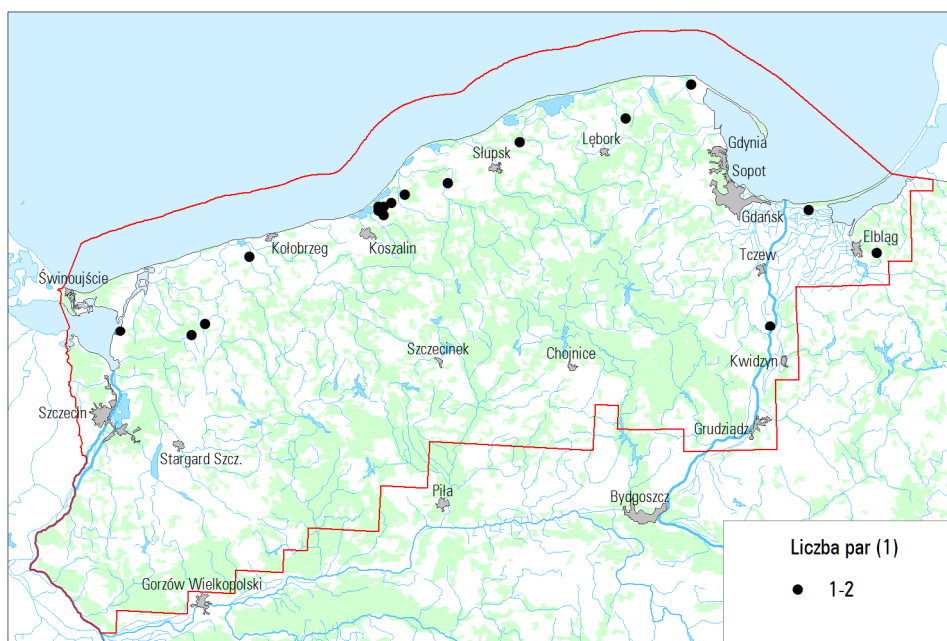 Gdynia
Lębork
Słupsk
Sopot
Gdańsk
Elbląg
Kołobrzeg
Koszalin
Tczew
Świnoujście
Szczecinek
Chojnice
Kwidzyn
Szczecin
Grudziądz
Stargard Szcz.
Piła
Bydgoszcz
Gorzów Wielkopolski
Liczba par (1)
1-2